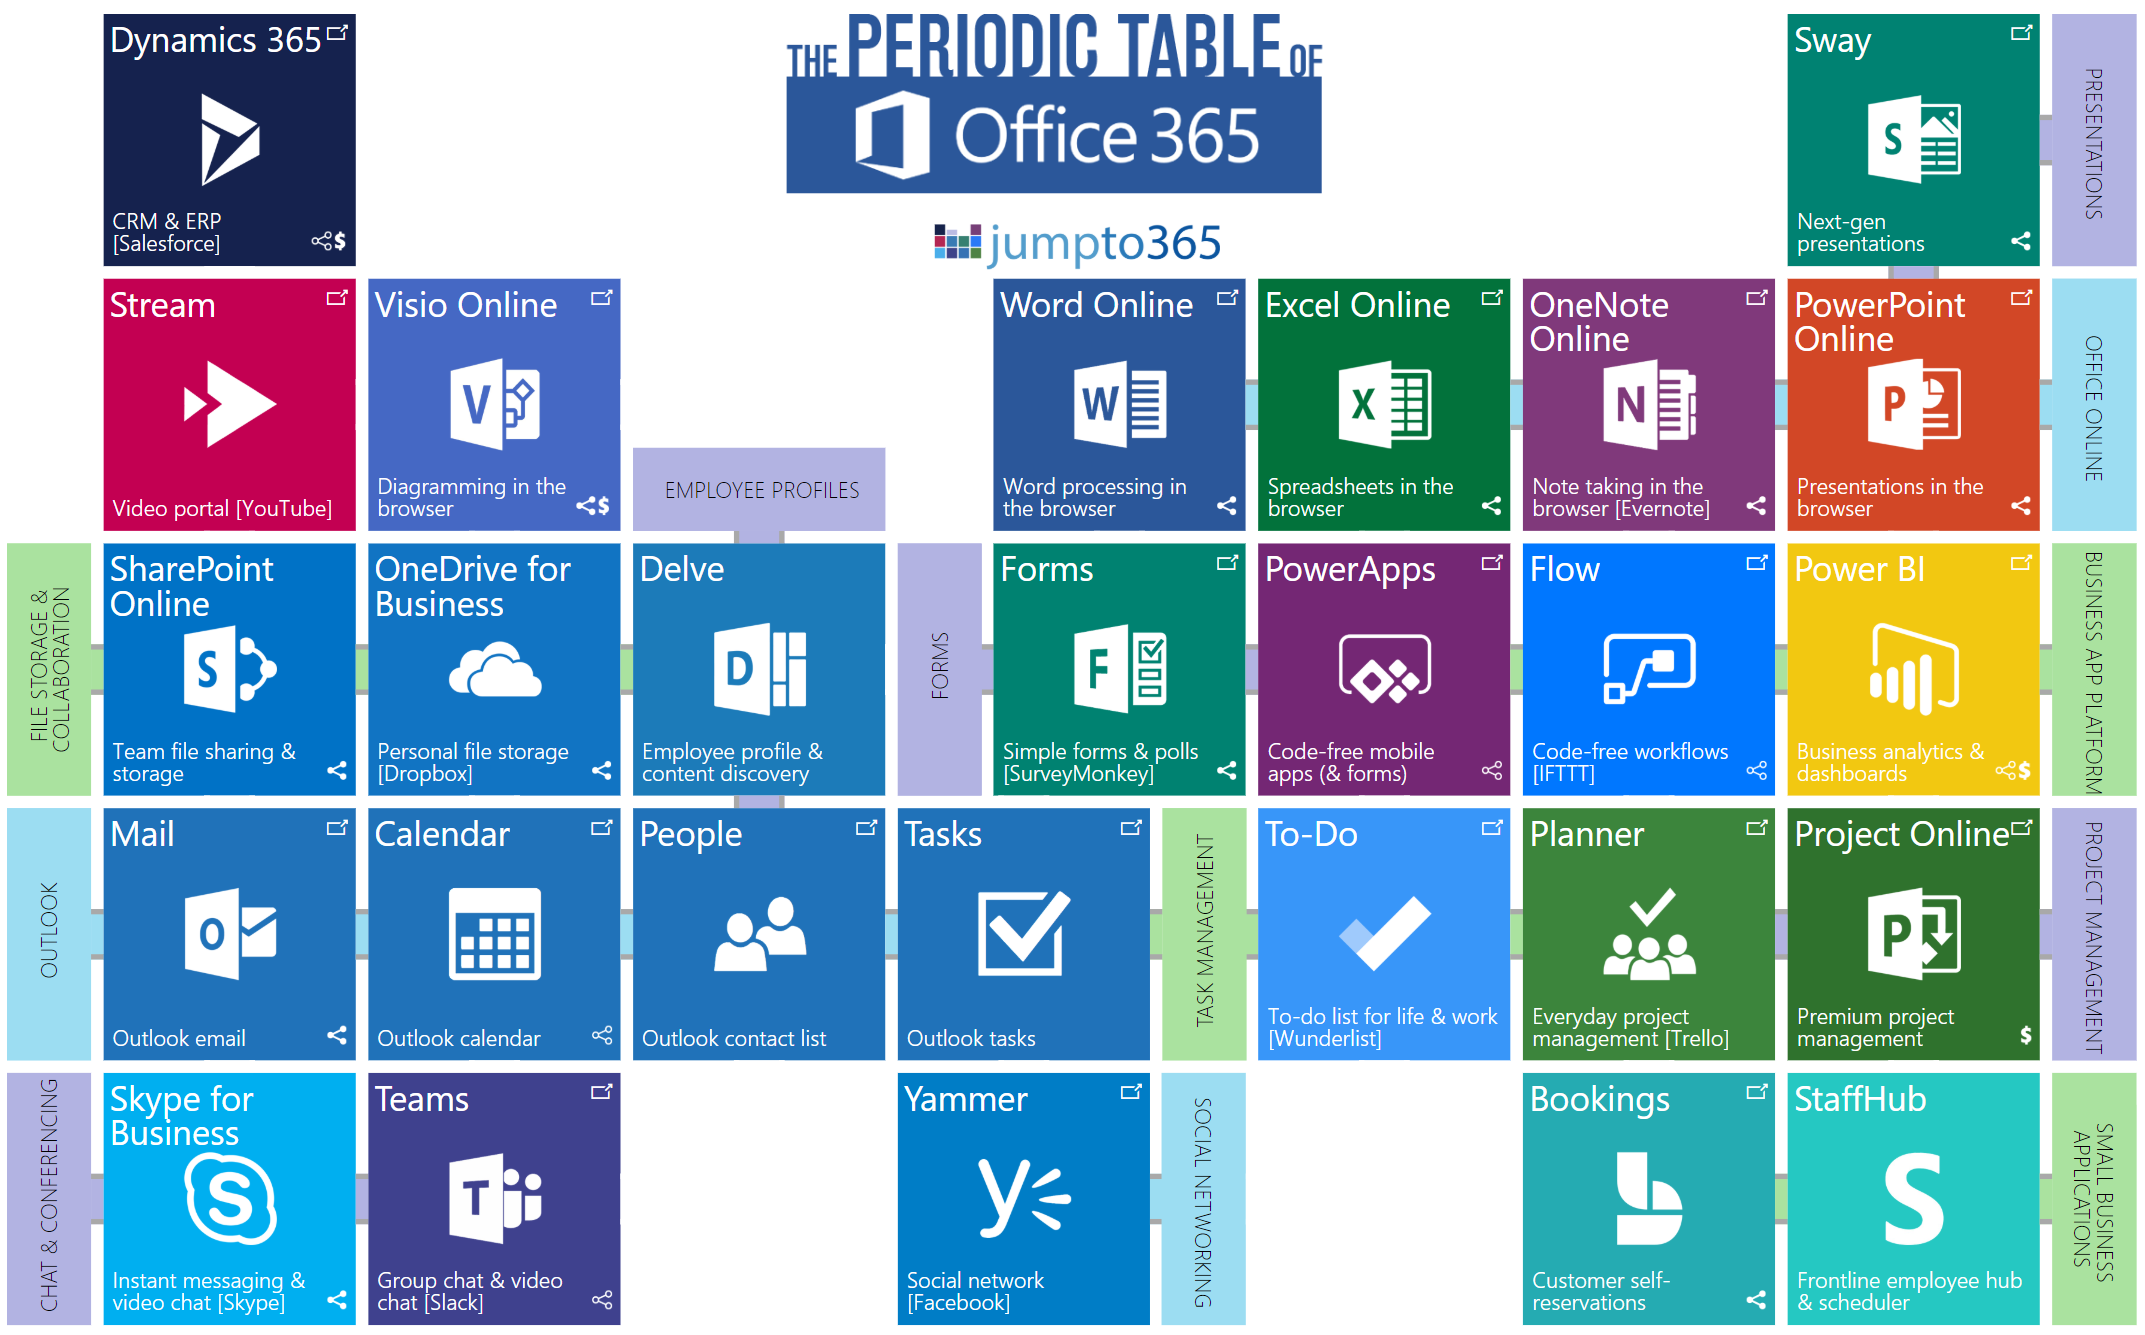 Dynamics 365
CRM & ERP
[Salesforce]
$
THE PERIODIC TABLE OF
Office 365
jumpto365
Sway
S
Next-gen
presentations
PRESENTATIONS
Stream
Video portal [YouTube]
Visio Online
V
Diagramming in the
browser
$
Word Online
W
Word processing in
the browser
Excel Online
X
Spreadsheets in the
browser
OneNote
Online
N
Note taking in the
browser [Evernote]
PowerPoint
Online
P
Presentations in the
browser
OFFICE ONLINE
EMPLOYEE PROFILES
FILE STORAGE &
COLLABORATION
SharePoint
Online
S
Team file sharing &
storage
OneDrive for
Business
Personal file storage
[Dropbox]
Delve
D
Employee profile &
content discovery
FORMS
Forms
F
Simple forms & polls
[SurveyMonkey]
PowerApps
Code-free mobile
apps (& forms)
Flow
Code-free workflows
[IFTTT]
Power BI
Business analytics &
dashboards
$
BUSINESS APP PLATFORM
OUTLOOK
Mail
O
Outlook email
Calendar
Outlook calendar
People
Outlook contact list
Tasks
Outlook tasks
TASK MANAGEMENT
To-Do
To-do list for life & work
[Wunderlist]
Planner
Everyday project
management [Trello]
Project Online
P
Premium project
management
$
PROJECT MANAGEMENT
CHAT & CONFERENCING
Skype for
Business
S
Instant messaging &
video chat [Skype]
Teams
T
Group chat & video
chat [Slack]
Yammer
y
Social network
[Facebook]
SOCIAL NETWORKING
Bookings
b
Customer self-
reservations
StaffHub
S
Frontline employee hub
& scheduler
SMALL BUSINESS
APPLICATIONS